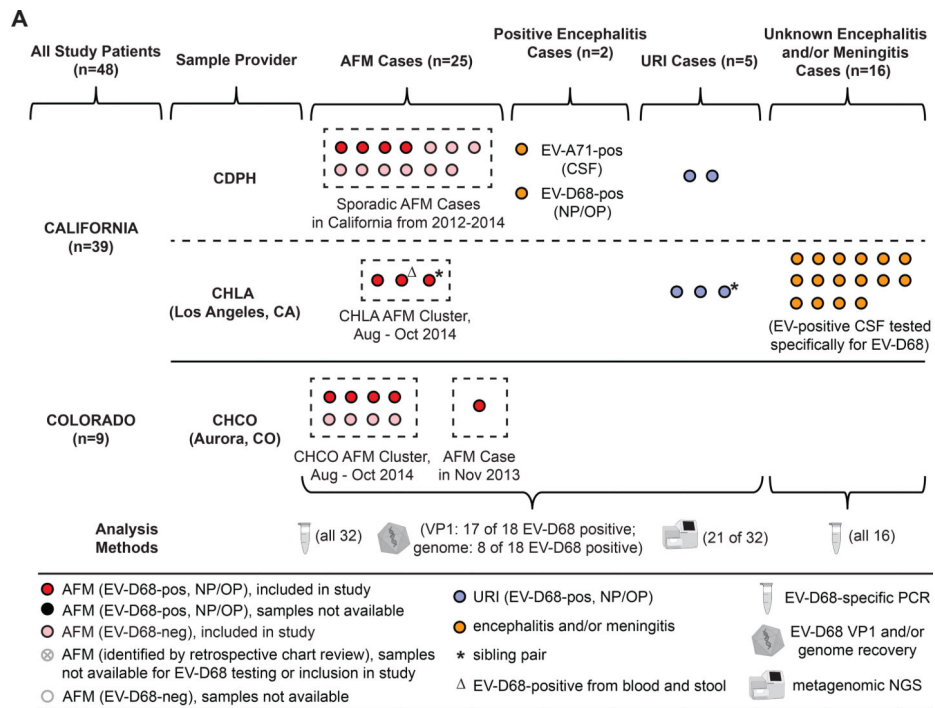 A
All Study Patients
(n=48)
Sample Provider
AFM Cases (n=25)
Positive Encephalitis
Cases (n=2)
URI Cases (n=5)
Unknown Encephalitis
and/or Meningitis
Cases (n=16)
CALIFORNIA
(n=39)
CDPH
Sporadic AFM Cases
in California from 2012-2014
EV-A71-pos
(CSF)
EV-D68-pos
(NP/OP)
CHLA
(Los Angeles, CA)
Δ
*
CHLA AFM Cluster,
Aug - Oct 2014
*
(EV-positive CSF tested
specifically for EV-D68)
COLORADO
(n=9)
CHCO
(Aurora, CO)
CHCO AFM Cluster,
Aug - Oct 2014
AFM Case
in Nov 2013
Analysis
Methods
(all 32)
(VP1: 17 of 18 EV-D68 positive;
genome: 8 of 18 EV-D68 positive)
(21 of 32)
(all 16)
AFM (EV-D68-pos, NP/OP), included in study
AFM (EV-D68-pos, NP/OP), samples not available
AFM (EV-D68-neg), included in study
AFM (identified by retrospective chart review), samples
not available for EV-D68 testing or inclusion in study
AFM (EV-D68-neg), samples not available
URI (EV-D68-pos, NP/OP)
encephalitis and/or meningitis
* sibling pair
Δ EV-D68-positive from blood and stool
EV-D68-specific PCR
EV-D68 VP1 and/or
genome recovery
metagenomic NGS